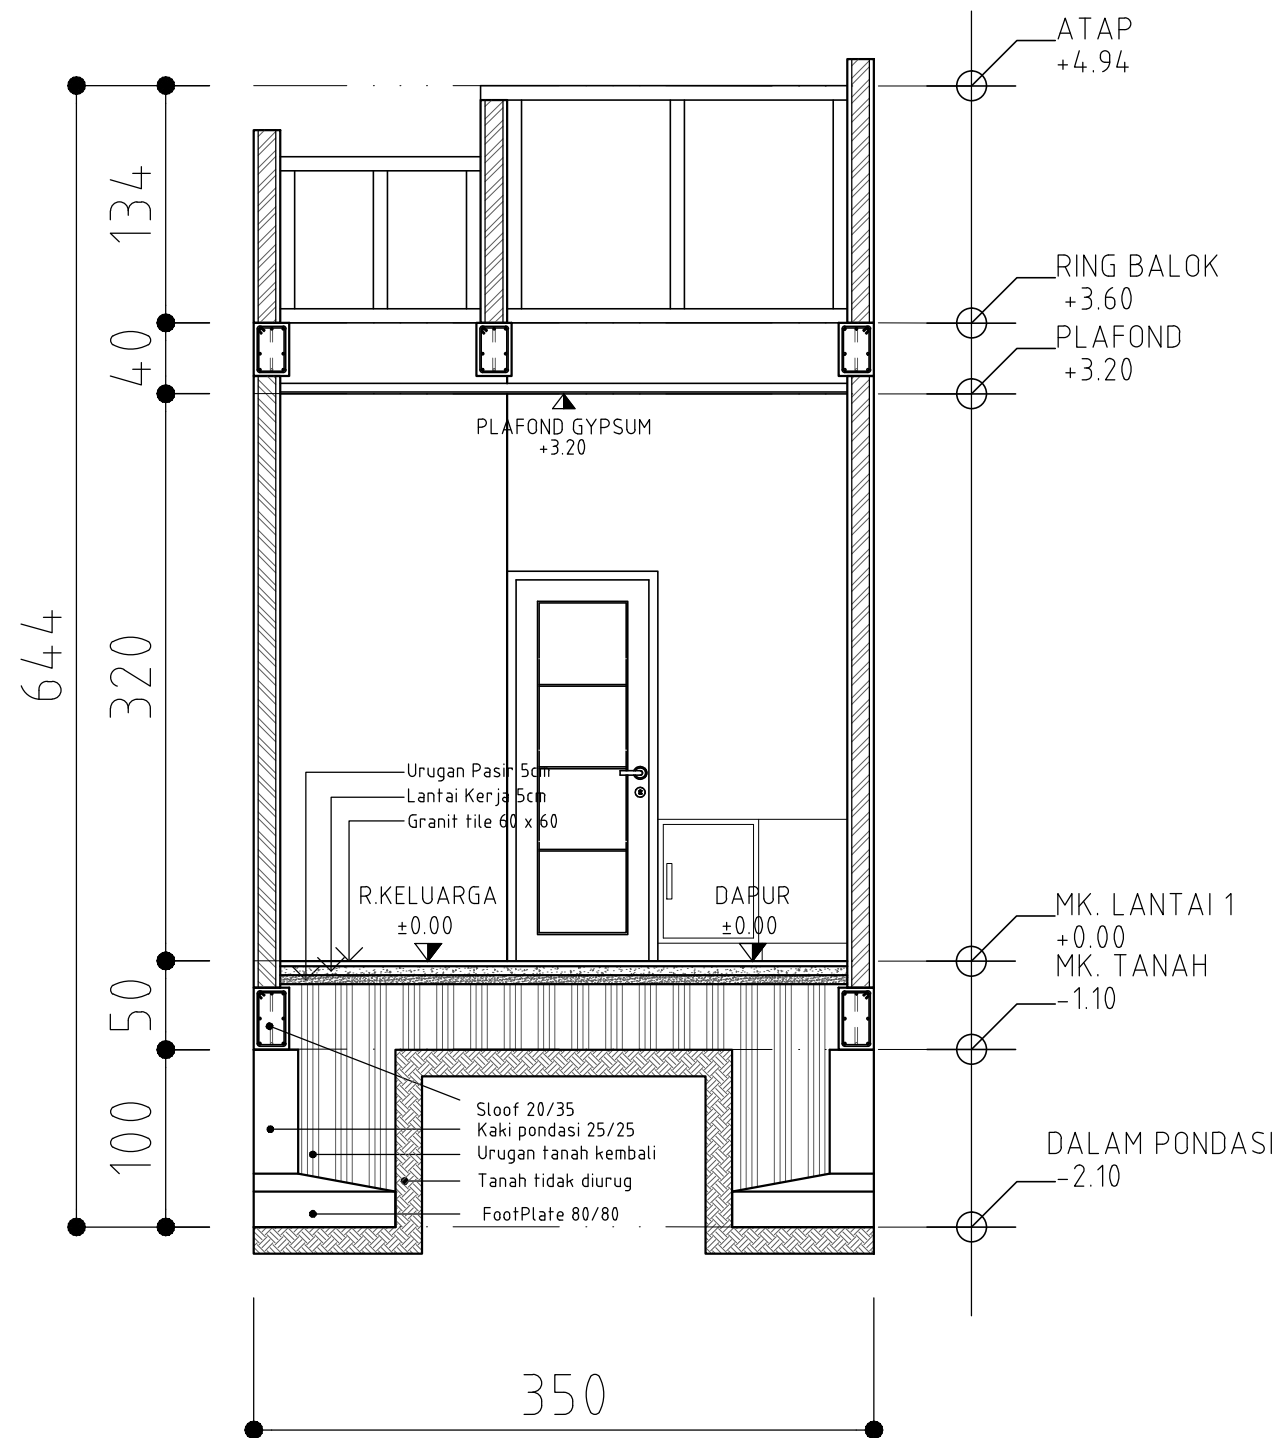 ATAP
+4.94
134
RING BALOK
+3.60
40
PLAFOND
+3.20
PLAFOND GYPSUM
+3.20
644
320
Urugan Pasir 5cm
Lantai Kerja 5cm
Granit tile 60 x 60
R.KELUARGA
±0.00
DAPUR
±0.00
MK. LANTAI 1
+0.00
MK. TANAH
-1.10
50
Sloof 20/35
Kaki pondasi 25/25
Urugan tanah kembali
Tanah tidak diurug
FootPlate 80/80
100
DALAM PONDASI
-2.10
350